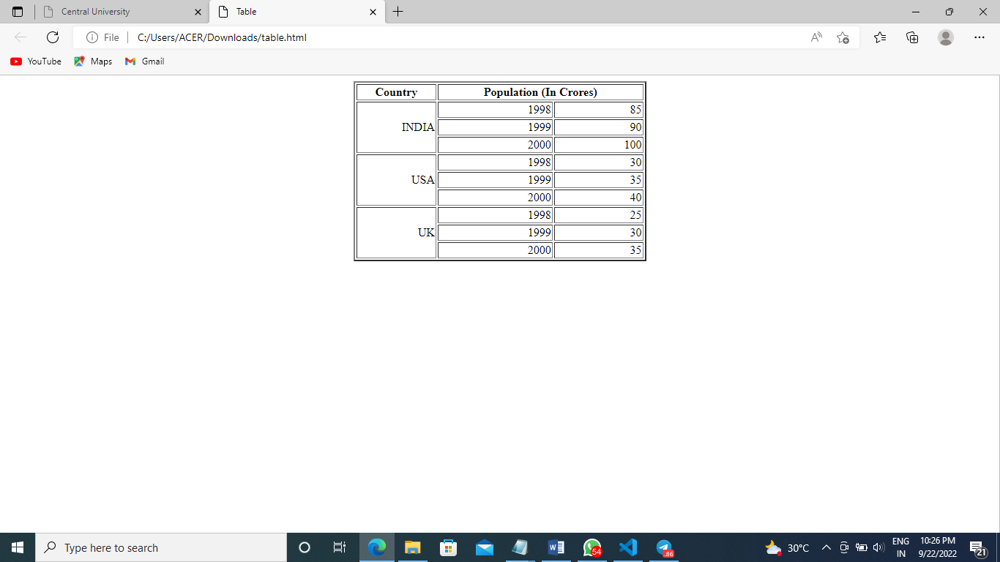 Central University
Table
File
C:/Users/ACER/Downloads/table.html
YouTube Maps Gmail
Country Population (In Crores)
INDIA 1998 85
1999 90
2000 100
USA 1998 30
1999 35
2000 40
UK 1998 25
1999 30
2000 35
Type here to search
54
86
30°C
ENG
IN
10:26 PM
9/22/2022
21